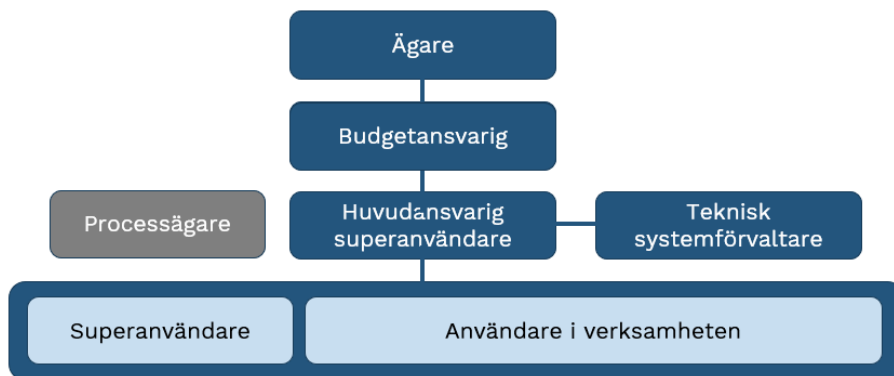 Ägare
Budgetansvarig
Processägare
Huvudansvarig
superanvändare
Teknisk
systemförvaltare
Superanvändare
Användare i verksamheten